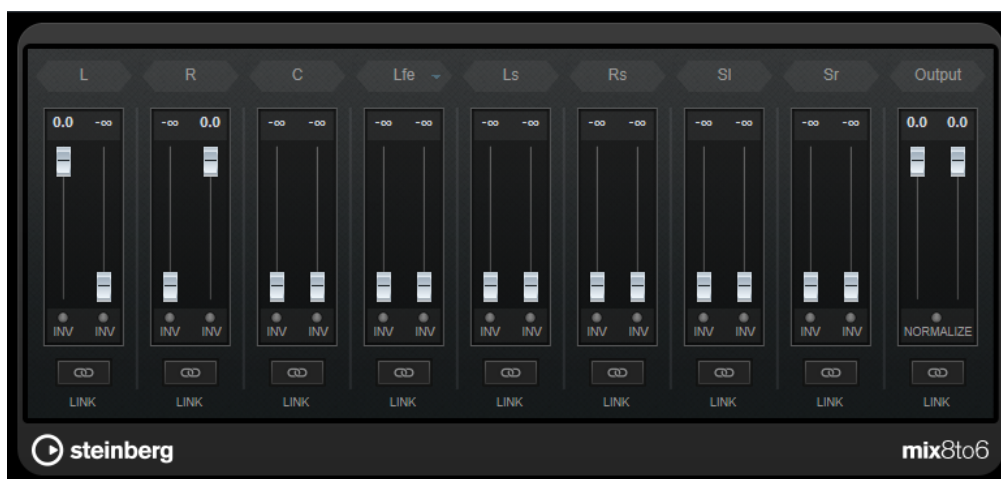 L R C Lfe Ls Rs Sl Sr Output
0.0 -∞ -∞ 0.0 -∞ -∞ -∞ -∞ -∞ -∞ -∞ -∞ -∞ -∞ -∞ -∞ 0.0 0.0
INV INV INV INV INV INV INV INV INV INV INV INV INV INV INV INV NORMALIZE
LINK LINK LINK LINK LINK LINK LINK LINK LINK
steinberg mix8to6